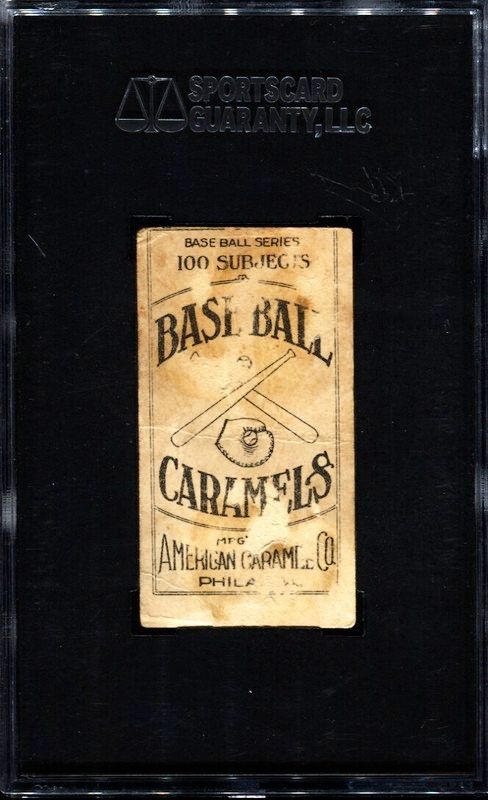 SPORTSCARD
GUARANTY, LLC
BASE BALL SERIES
100 SUBJECTS
BASE BALL
CARAMELS
MFG
AMERICAN CARAMEL CO
PHILA